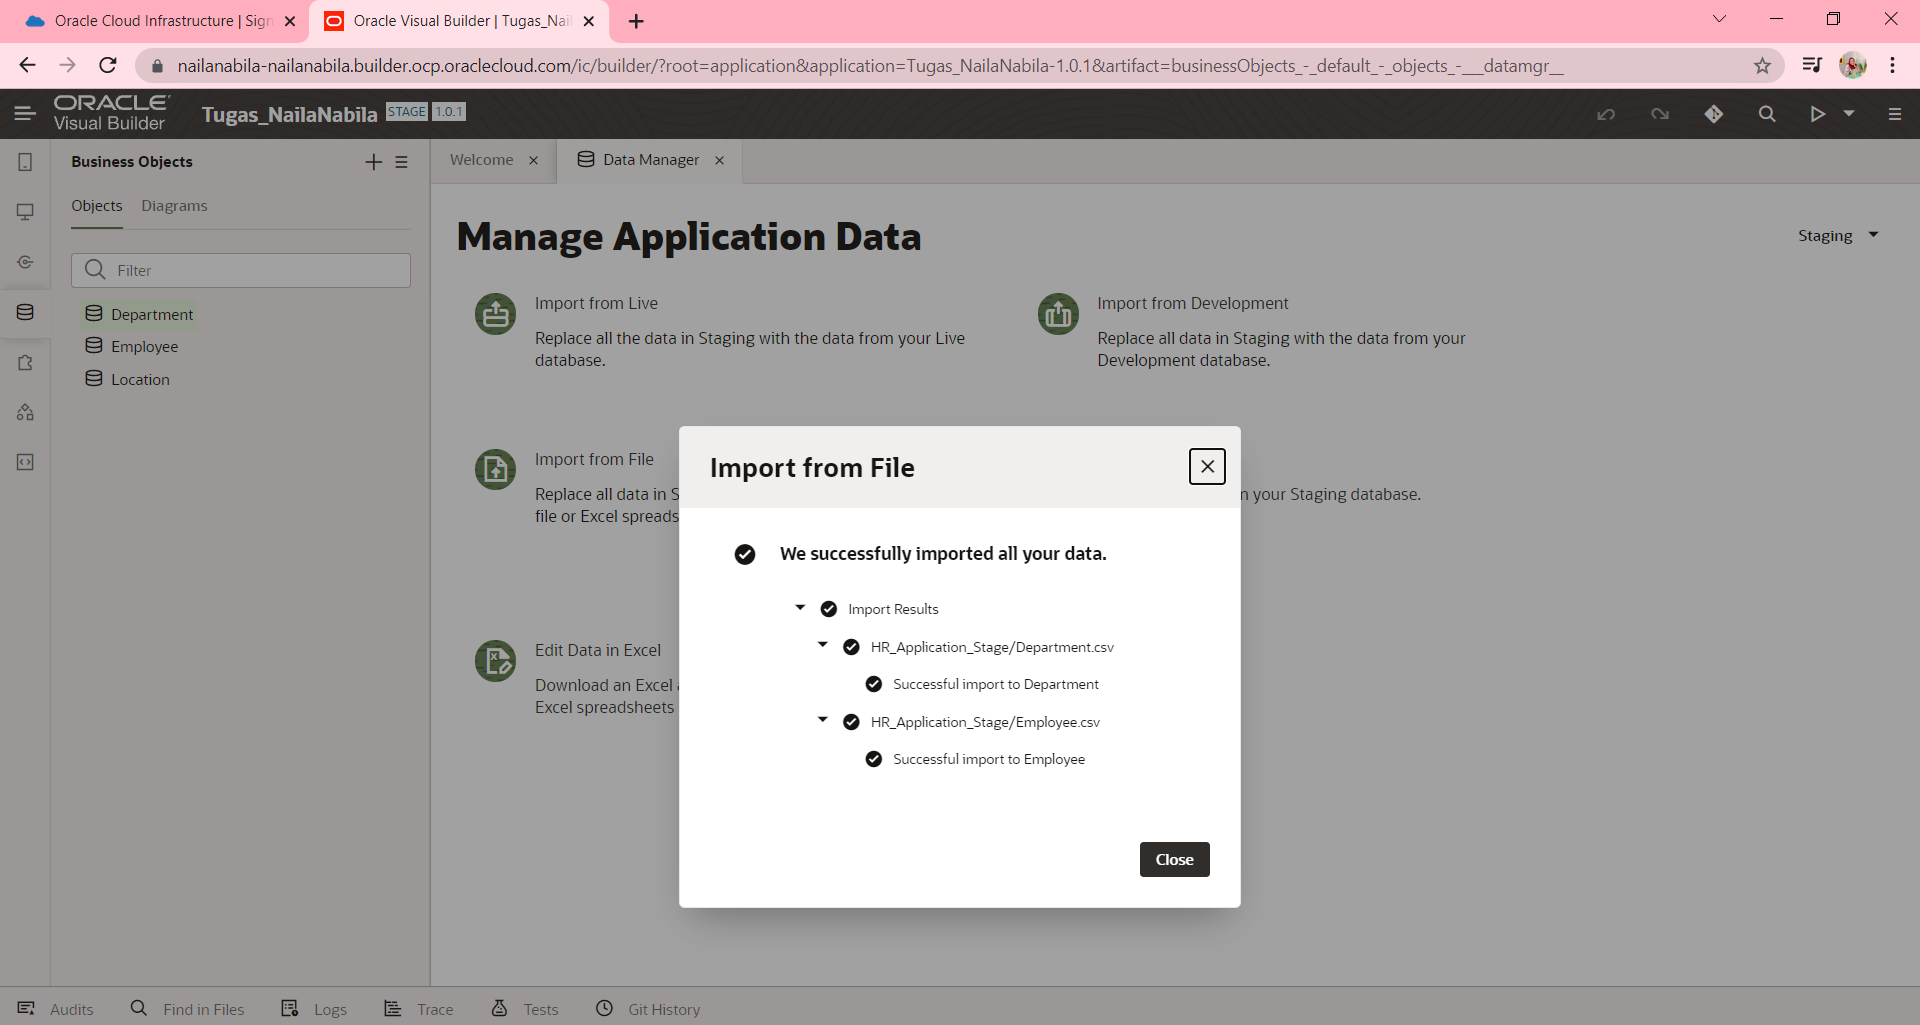 Oracle Cloud Infrastructure | Sign
Oracle Visual Builder | Tugas_Nail
nailanabila-nailanabila.builder.ocp.oraclecloud.com/ic/builder/?root=application&application=Tugas_NailaNabila-1.0.1&artifact=businessObjects_-_default_-_objects_-___datamgr__
ORACLE
Visual Builder
Tugas_NailaNabila STAGE 1.0.1
Business Objects
Welcome
Data Manager
Objects Diagrams
Filter
Department
Employee
Location
Manage Application Data
Staging
Import from Live
Replace all the data in Staging with the data from your Live
database.
Import from Development
Replace all data in Staging with the data from your
Development database.
Import from File
Replace all data in S
file or Excel spreads
n your Staging database.
Edit Data in Excel
Download an Excel a
Excel spreadsheets
Import from File
We successfully imported all your data.
Import Results
HR_Application_Stage/Department.csv
Successful import to Department
HR_Application_Stage/Employee.csv
Successful import to Employee
Close
Audits Find in Files Logs Trace Tests Git History